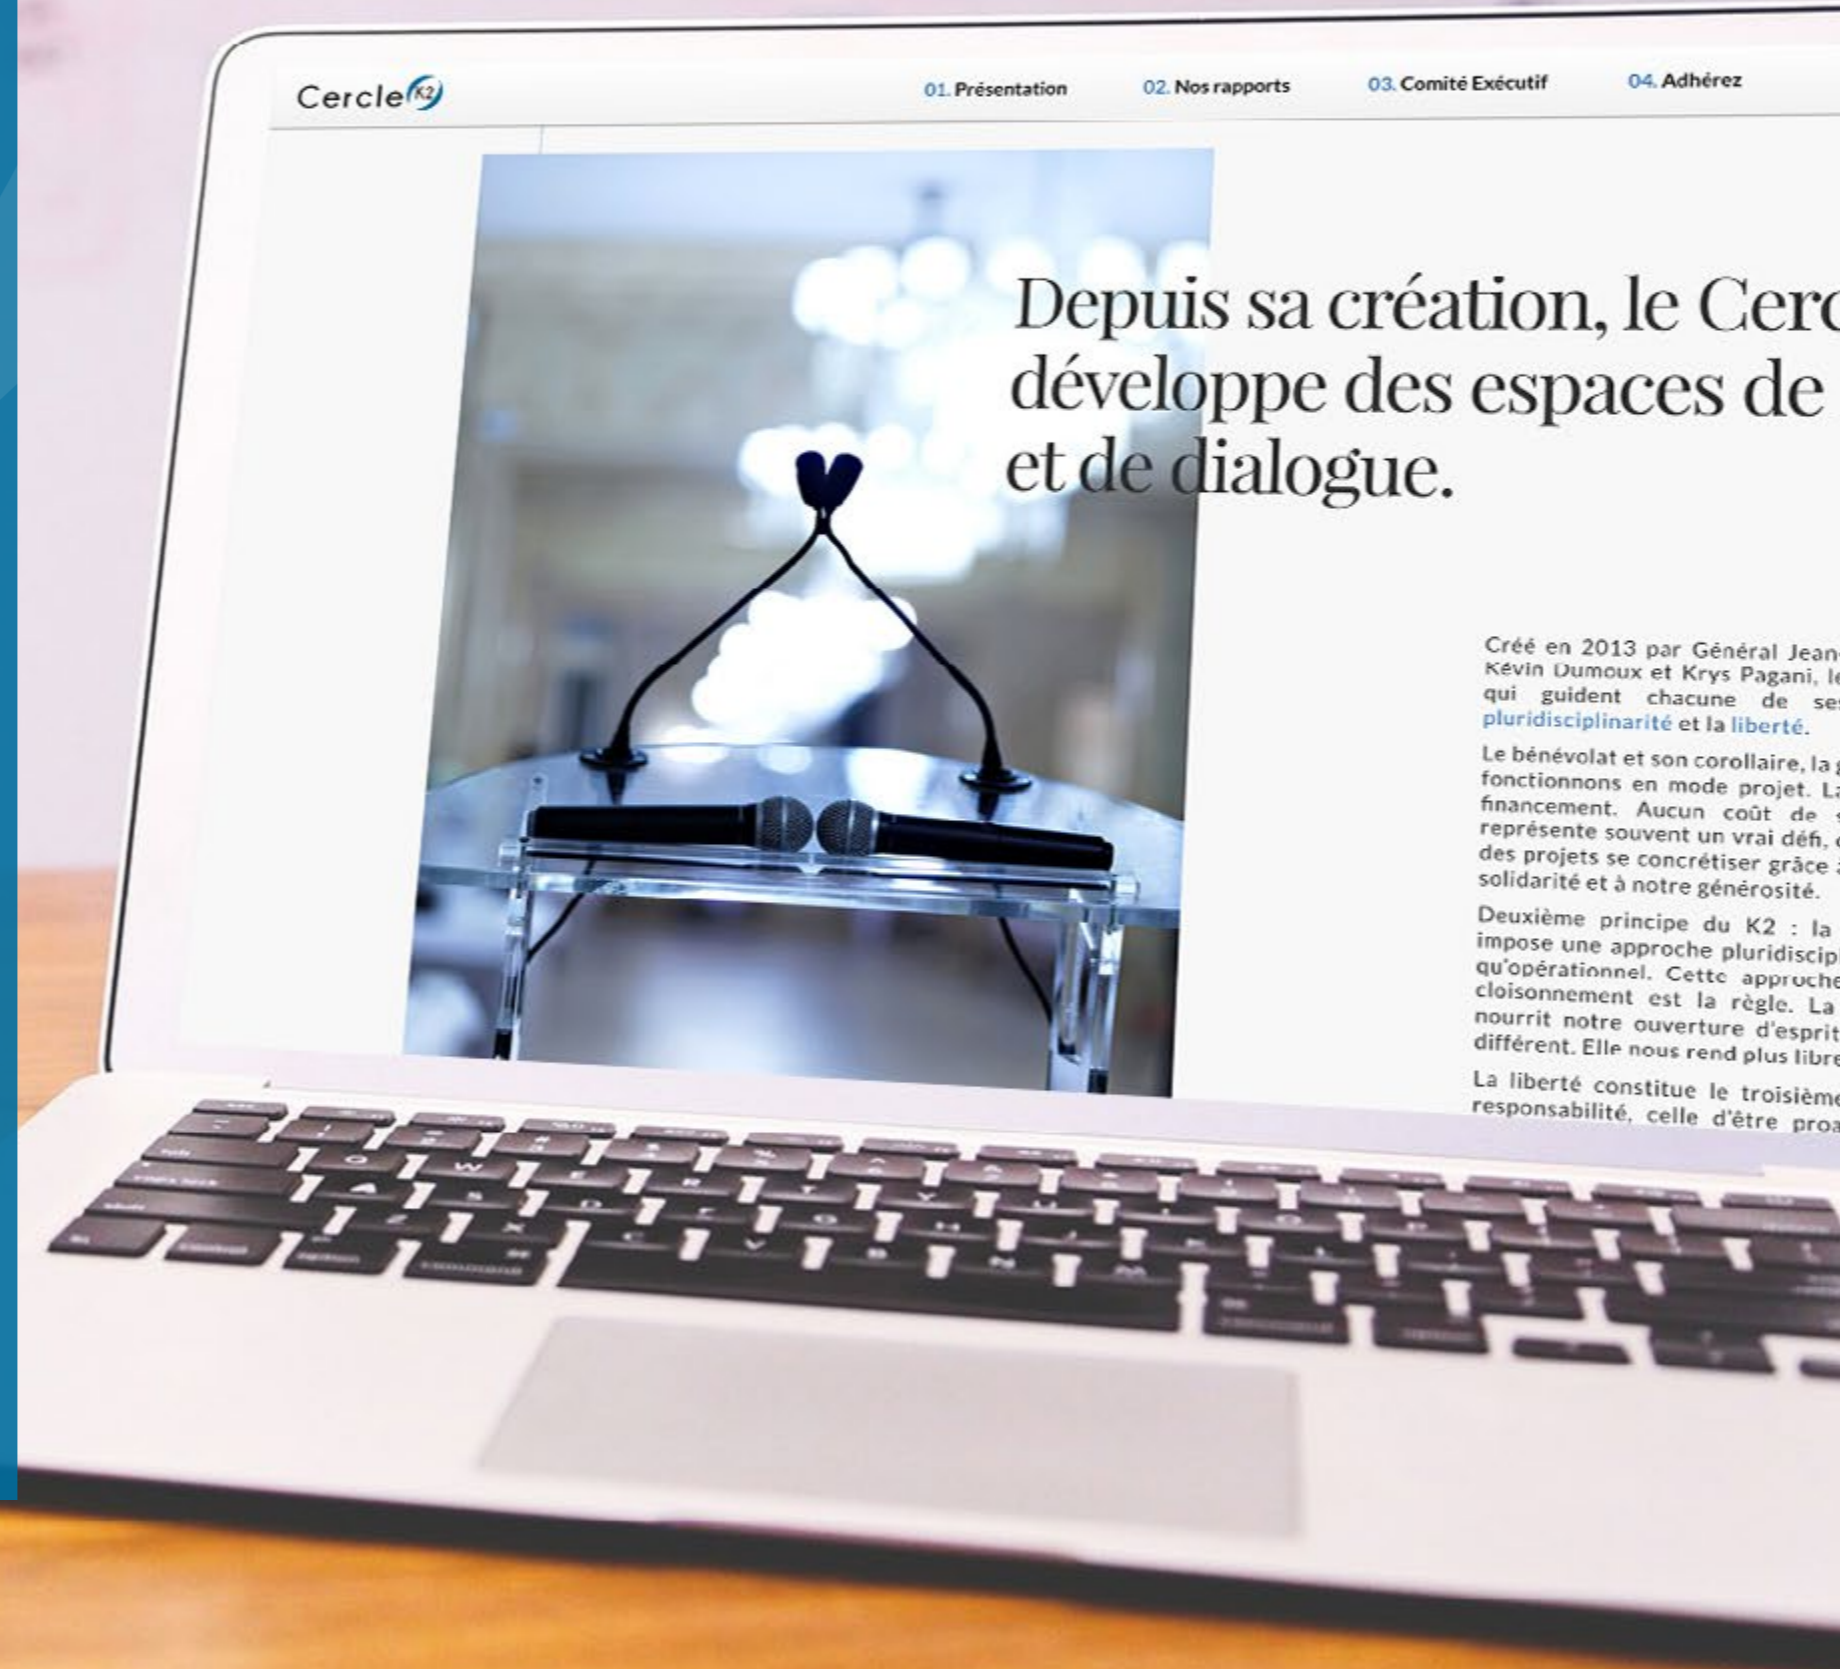 Cercle K2
01. Présentation
02. Nos rapports
03. Comité Exécutif
04. Adhérez
Depuis sa création, le Cerc
développe des espaces de
et de dialogue.
Créé en 2013 par Général Jean-
Kévin Dumoux et Krys Pagani, le
qui guident chacune de ses
pluridisciplinarité et la liberté.
Le bénévolat et son corollaire, la
fonctionnons en mode projet. La
financement. Aucun coût de
représente souvent un vrai défi,
des projets se concrétiser grâce à
solidarité et à notre générosité.
Deuxième principe du K2 : la
impose une approche pluridiscipl
qu'opérationnel. Cette approche
cloisonnement est la règle. La
nourrit notre ouverture d'esprit
différent. Elle nous rend plus libre
La liberté constitue le troisième
responsabilité, celle d'être proa